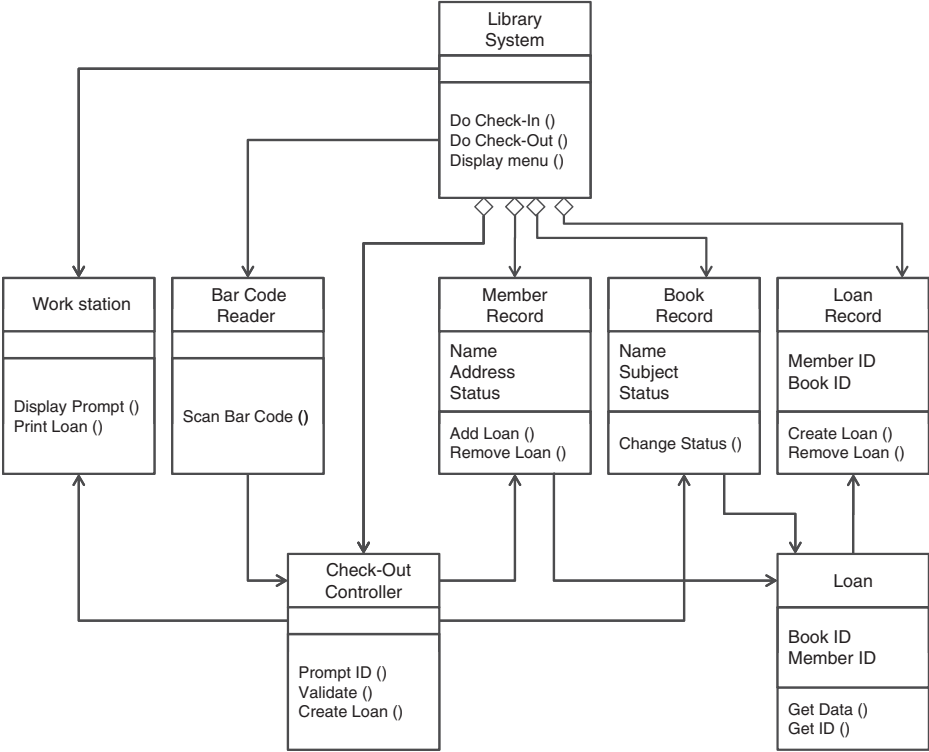 Library
System
Do Check-In ()
Do Check-Out ()
Display menu ()
Work station
Display Prompt ()
Print Loan ()
Bar Code
Reader
Scan Bar Code ()
Member
Record
Name
Address
Status
Add Loan ()
Remove Loan ()
Book
Record
Name
Subject
Status
Change Status ()
Loan
Record
Member ID
Book ID
Create Loan ()
Remove Loan ()
Check-Out
Controller
Prompt ID ()
Validate ()
Create Loan ()
Loan
Book ID
Member ID
Get Data ()
Get ID ()